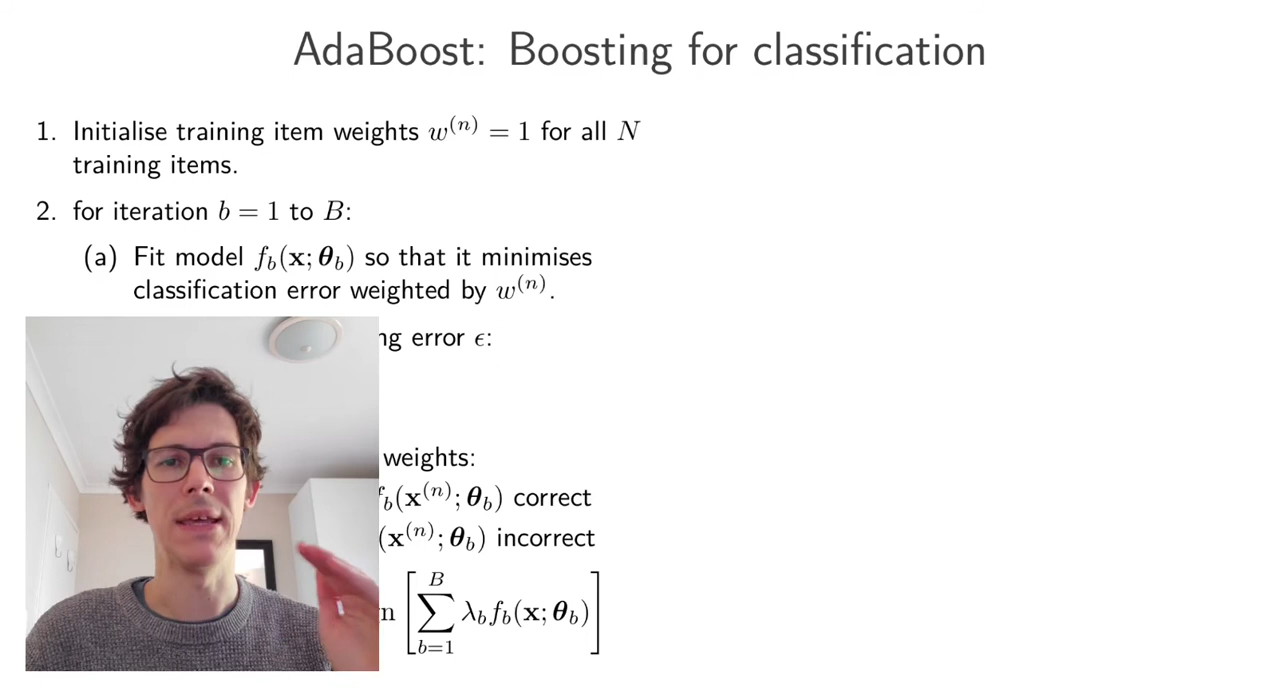 AdaBoost: Boosting for classification
1. Initialise training item weights w^{(n)} = 1 for all N
training items.
2. for iteration b = 1 to B:
(a) Fit model f_b(x; θ_b) so that it minimises
classification error weighted by w^{(n)}.
error ϵ:
weights:
f_b(x^{(n)}; θ_b) correct
(x^{(n)}; θ_b) incorrect
[∑_{b=1}^{B} λ_b f_b(x; θ_b)]